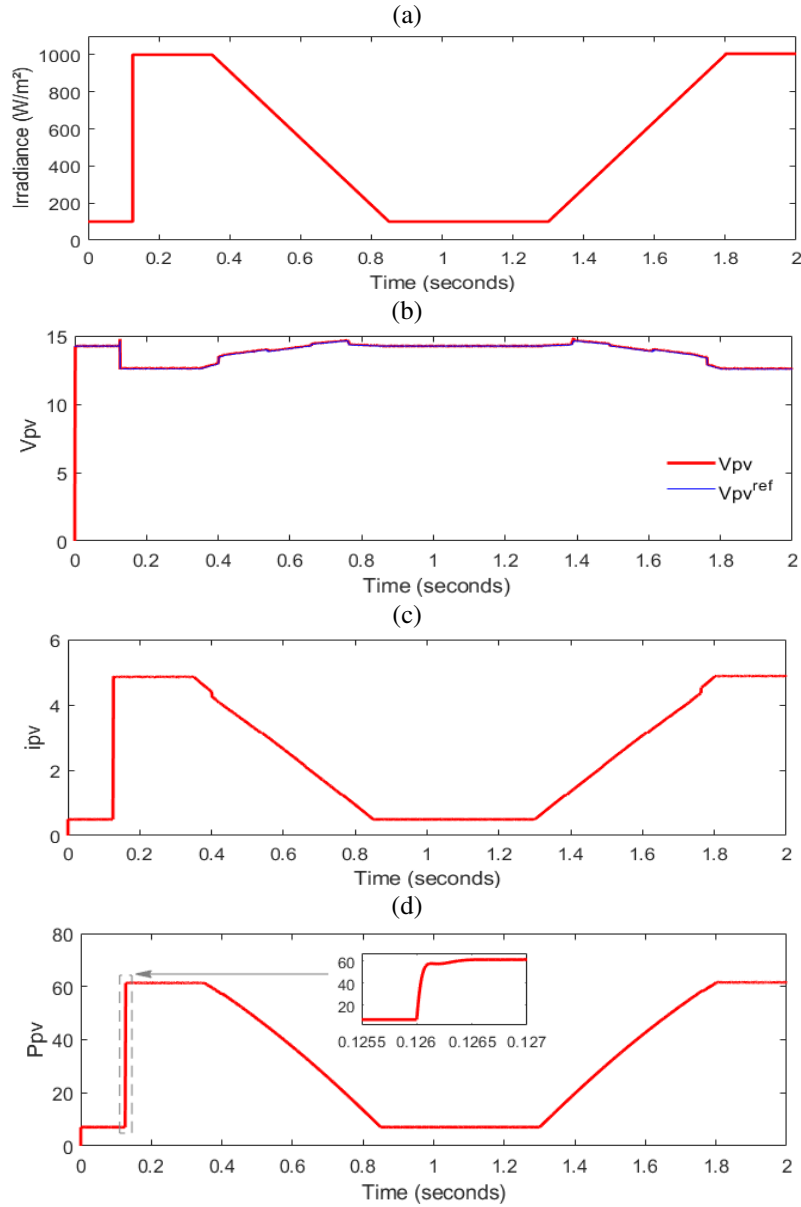 (a)
Irradiance (W/m²)
1000
800
600
400
200
0
0 0.2 0.4 0.6 0.8 1 1.2 1.4 1.6 1.8 2
Time (seconds)
(b)
Vpv
15
10
5
0
Vpv
Vpv^ref
0 0.2 0.4 0.6 0.8 1 1.2 1.4 1.6 1.8 2
Time (seconds)
(c)
ipv
6
4
2
0
0 0.2 0.4 0.6 0.8 1 1.2 1.4 1.6 1.8 2
Time (seconds)
(d)
Ppv
80
60
40
20
0
60
40
20
0.1255 0.126 0.1265 0.127
0 0.2 0.4 0.6 0.8 1 1.2 1.4 1.6 1.8 2
Time (seconds)